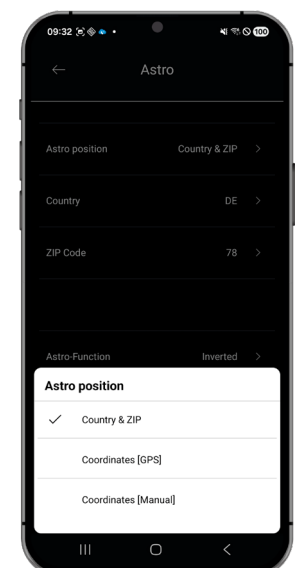 09:32 100
Astro
Astro position Country & ZIP
Country DE
ZIP Code 78
Astro-Function Inverted
Astro position
Country & ZIP
Coordinates [GPS]
Coordinates [Manual]